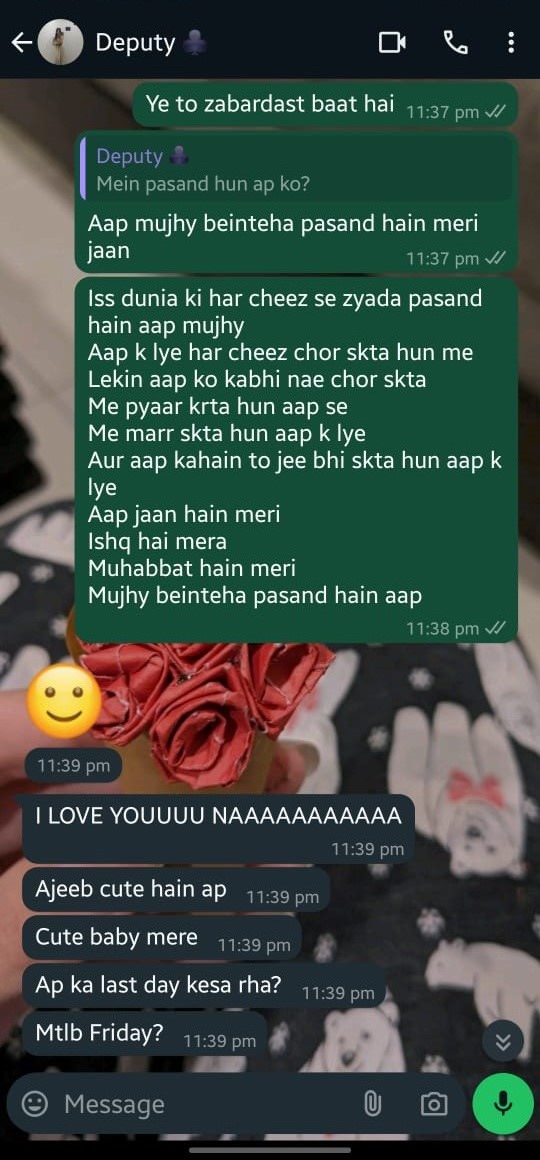 Deputy
Ye to zabardast baat hai
11:37 pm
Deputy
Mein pasand hun ap ko?
Aap mujhy beinteha pasand hain meri
jaan
11:37 pm
Iss dunia ki har cheez se zyada pasand
hain aap mujhy
Aap k lye har cheez chor skta hun me
Lekin aap ko kabhi nae chor skta
Me pyaar krta hun aap se
Me marr skta hun aap k lye
Aur aap kahain to jee bhi skta hun aap k
lye
Aap jaan hain meri
Ishq hai mera
Muhabbat hain meri
Mujhy beinteha pasand hain aap
11:38 pm
11:39 pm
I LOVE YOUUUU NAAAAAAAAAAA
11:39 pm
Ajeeb cute hain ap
11:39 pm
Cute baby mere
11:39 pm
Ap ka last day kesa rha?
11:39 pm
Mtlb Friday?
11:39 pm
Message